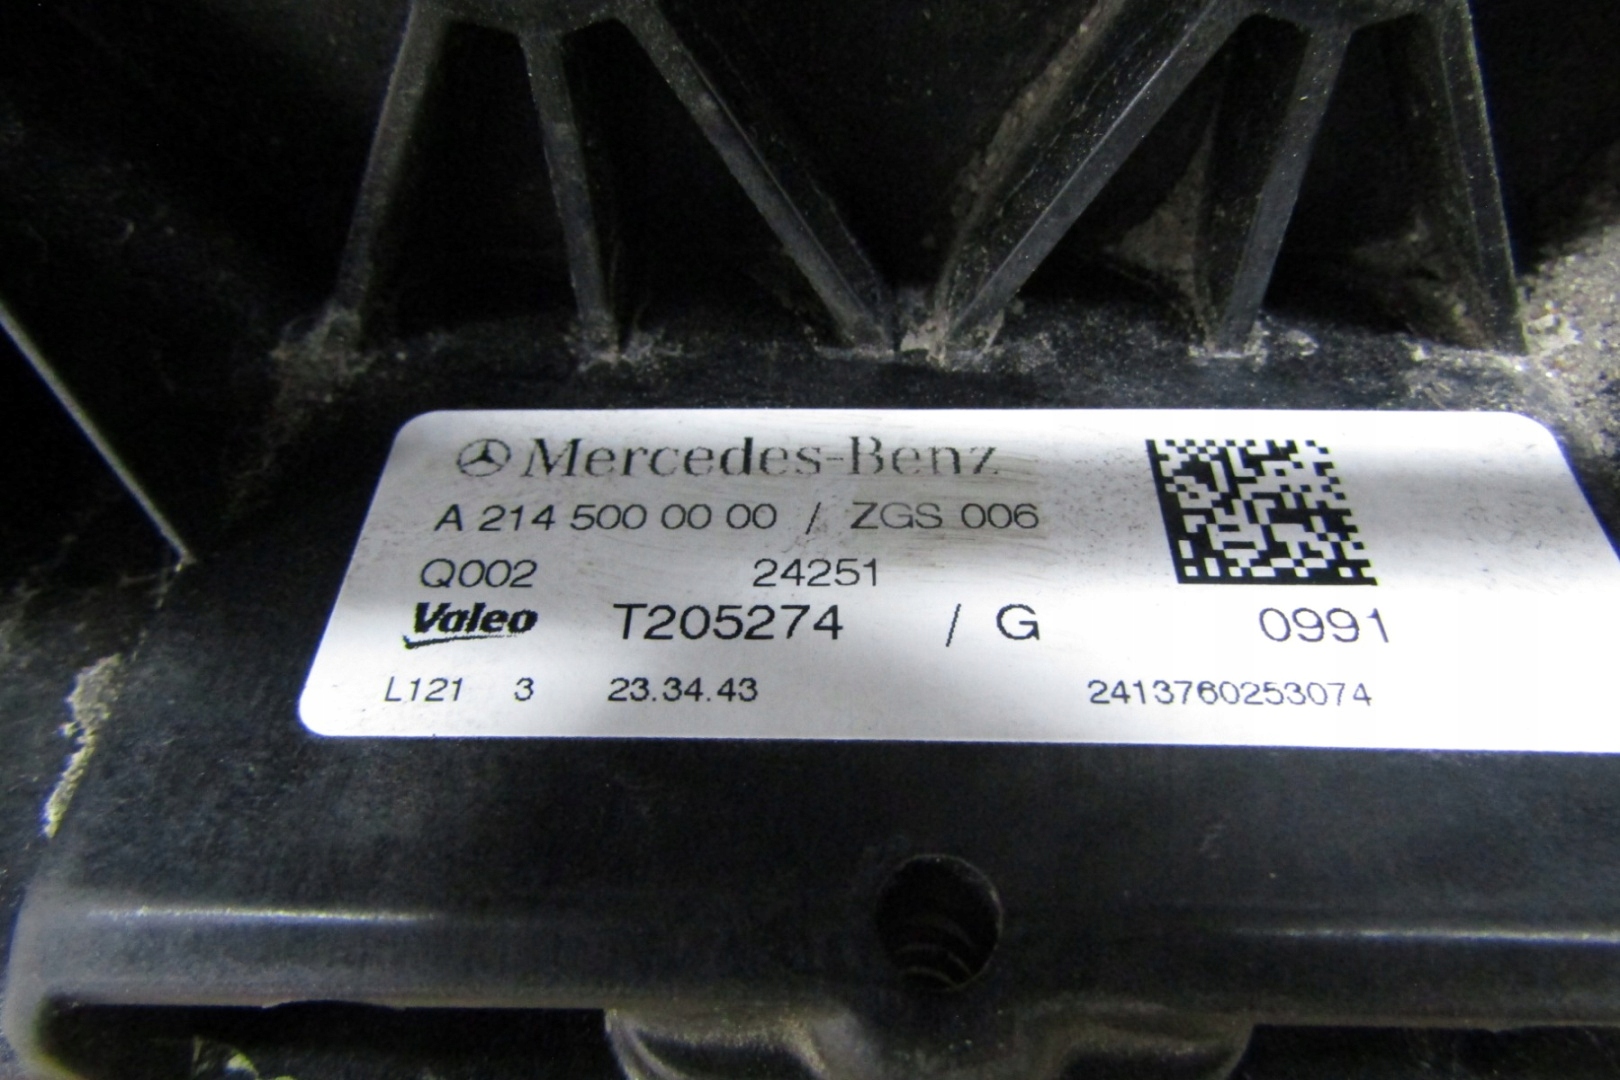 Mercedes-Benz
A 214 500 00 00 / ZGS 006
Q002 24251
Valeo T205274 / G 0991
L121 3 23.34.43 2413760253074